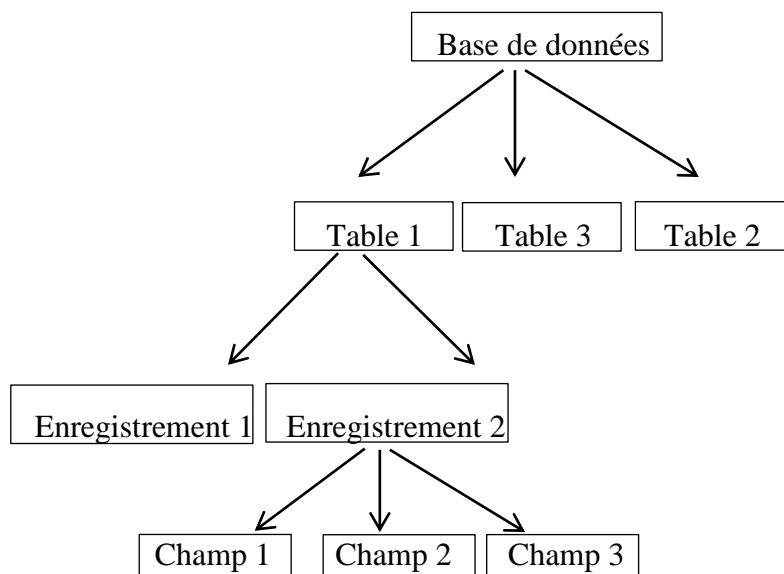 Base de données
Table 1 Table 3 Table 2
Enregistrement 1 Enregistrement 2
Champ 1 Champ 2 Champ 3